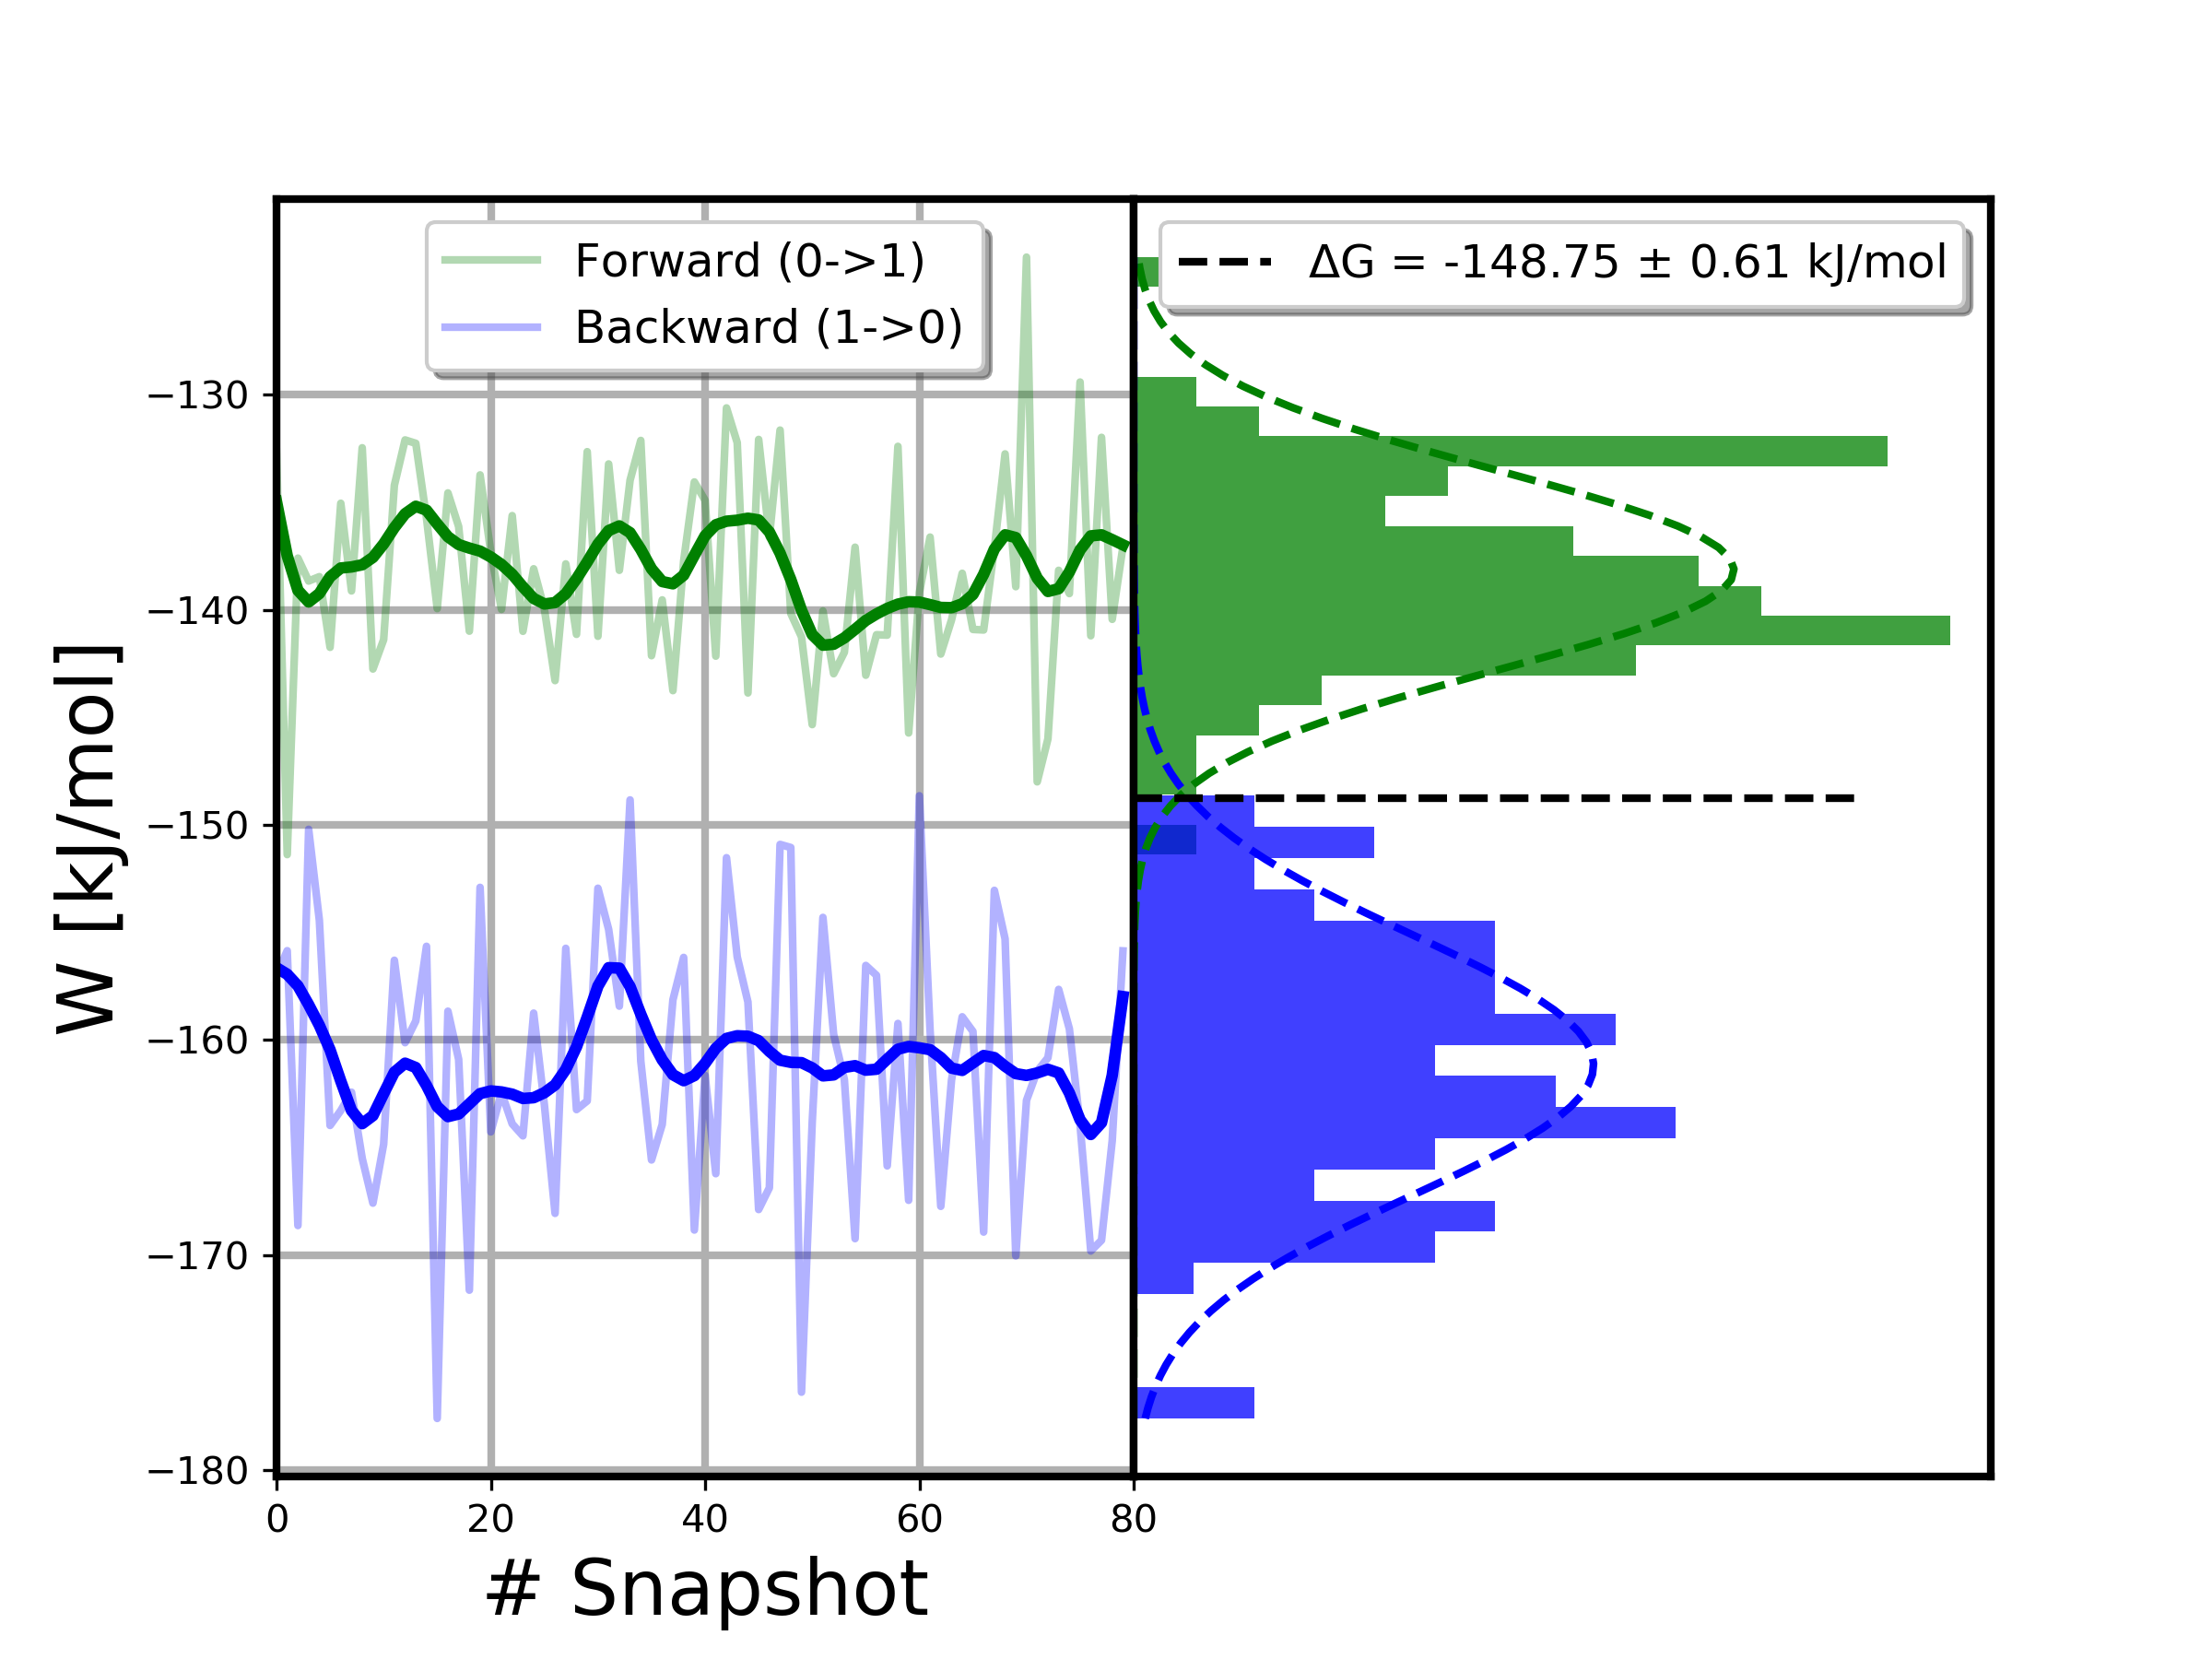 Forward (0->1)
Backward (1->0)
ΔG = -148.75 ± 0.61 kJ/mol
W [kJ/mol]
−130
−140
−150
−160
−170
−180
0 20 40 60 80
# Snapshot